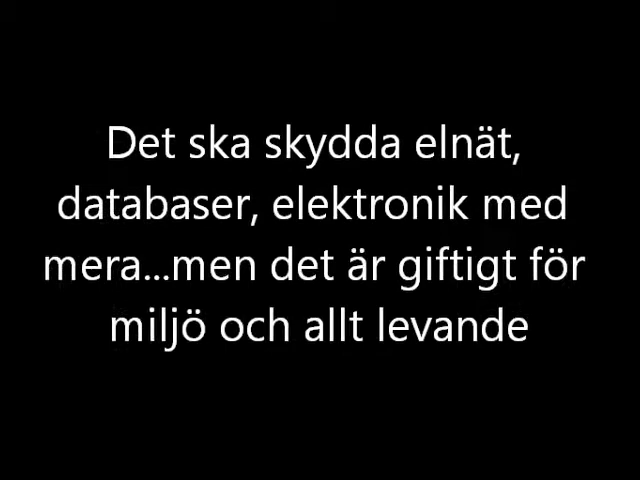 Det ska skydda elnät,
databaser, elektronik med
mera...men det är giftigt för
miljö och allt levande